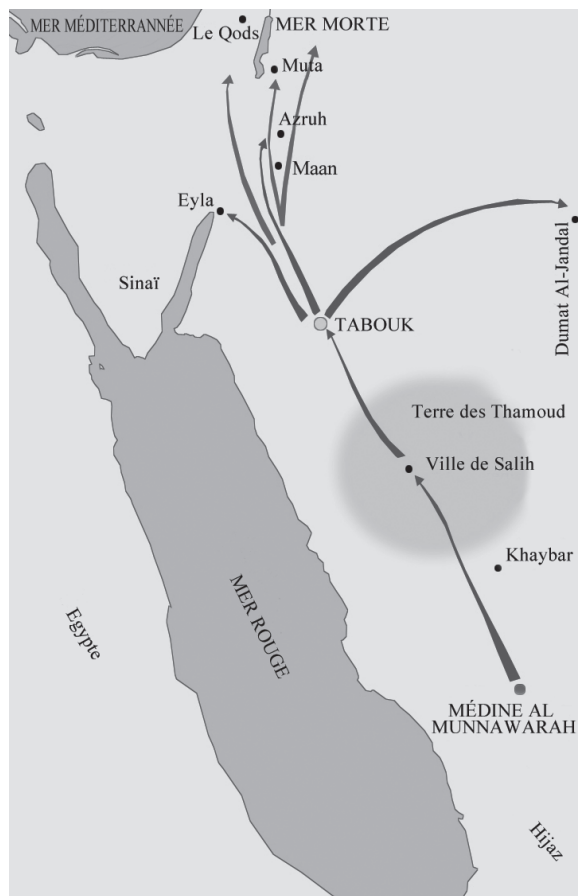 MER MÉDITERRANNÉE
Le Qods
MER MORTE
Muta
Azruh
Maan
Eyla
Sinaï
TABOUK
Dumat Al-Jandal
Terre des Thamoud
Ville de Salih
Khaybar
MER ROUGE
Egypte
MÉDINE AL
MUNNAWARAH
Hijaz